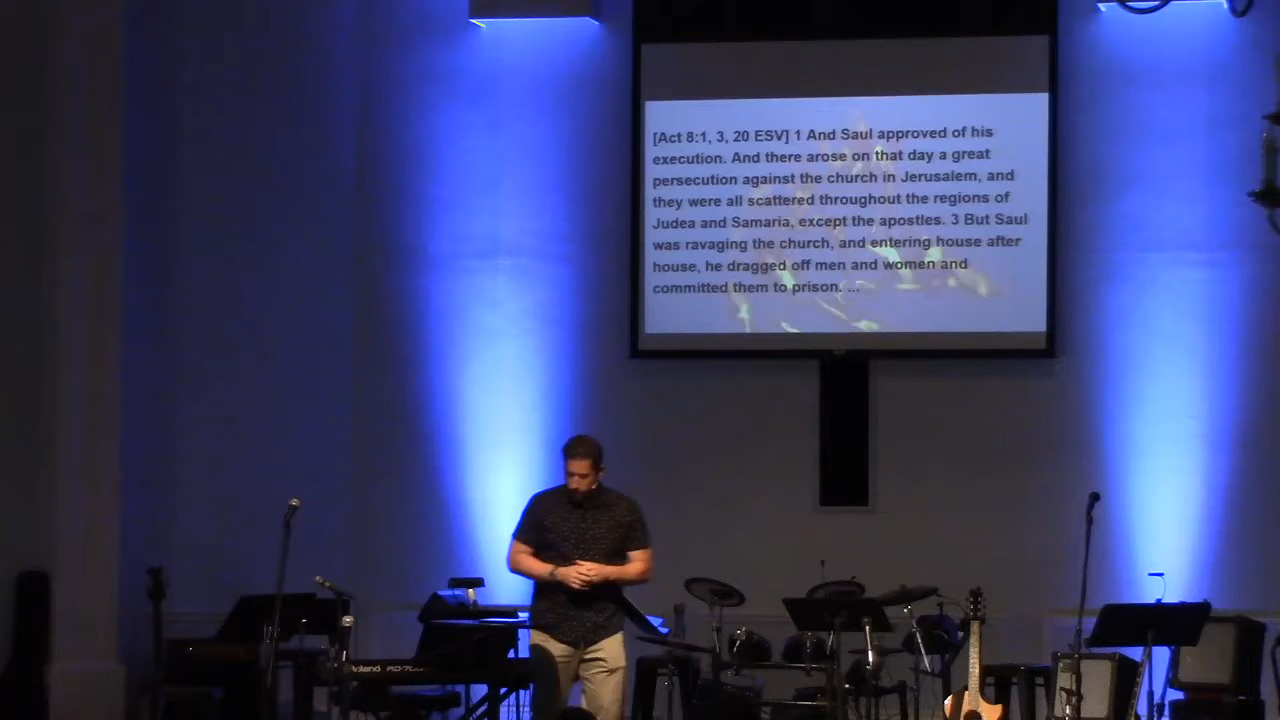 [Act 8:1, 3, 20 ESV] 1 And Saul approved of his
execution. And there arose on that day a great
persecution against the church in Jerusalem, and
they were all scattered throughout the regions of
Judea and Samaria, except the apostles. 3 But Saul
was ravaging the church, and entering house after
house, he dragged off men and women and
committed them to prison. ...
Roland RD-700